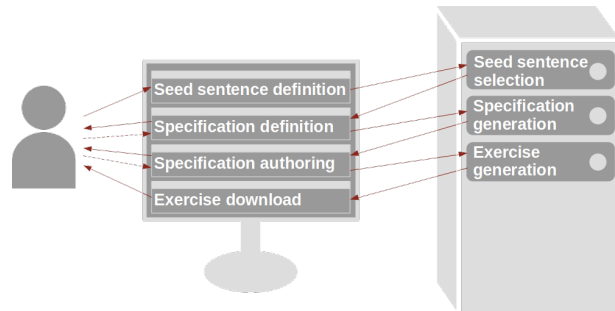 Seed sentence definition
Specification definition
Specification authoring
Exercise download
Seed sentence
selection
Specification
generation
Exercise
generation